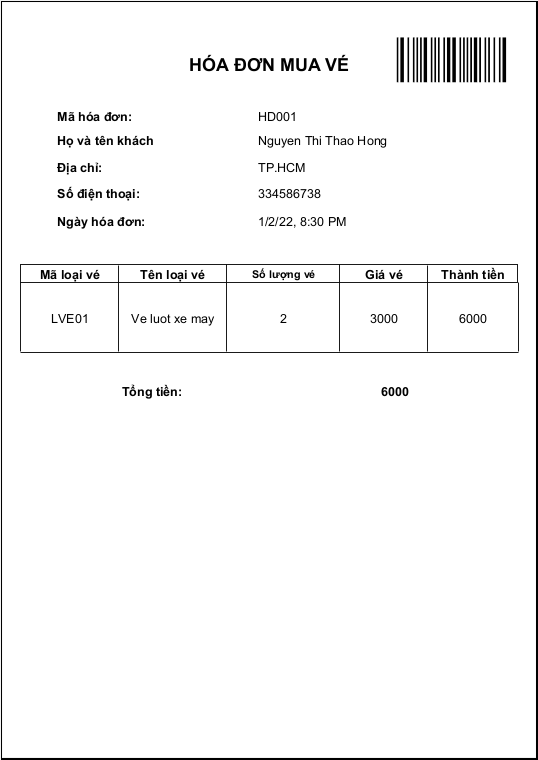 HÓA ĐƠN MUA VÉ
Mã hóa đơn: HD001
Họ và tên khách Nguyen Thi Thao Hong
Địa chỉ: TP.HCM
Số điện thoại: 334586738
Ngày hóa đơn: 1/2/22, 8:30 PM
Mã loại vé Tên loại vé Số lượng vé Giá vé Thành tiền
LVE01 Ve luot xe may 2 3000 6000
Tổng tiền: 6000